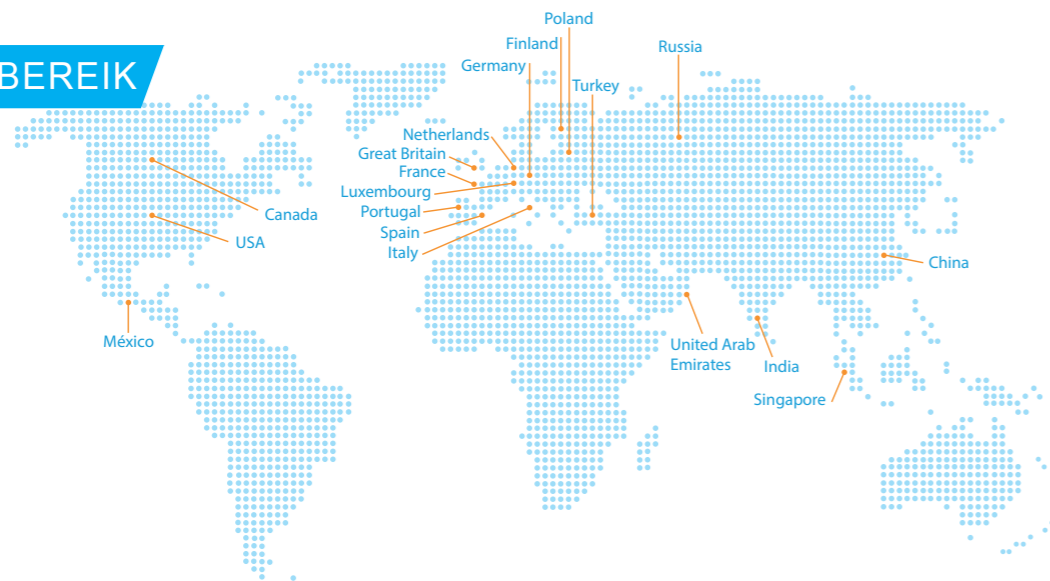 Poland
Finland
Russia
BEREIK
Germany
Turkey
Netherlands
Great Britain
France
Luxembourg
Portugal
Canada
Spain
USA
Italy
China
México
United Arab
Emirates
India
Singapore